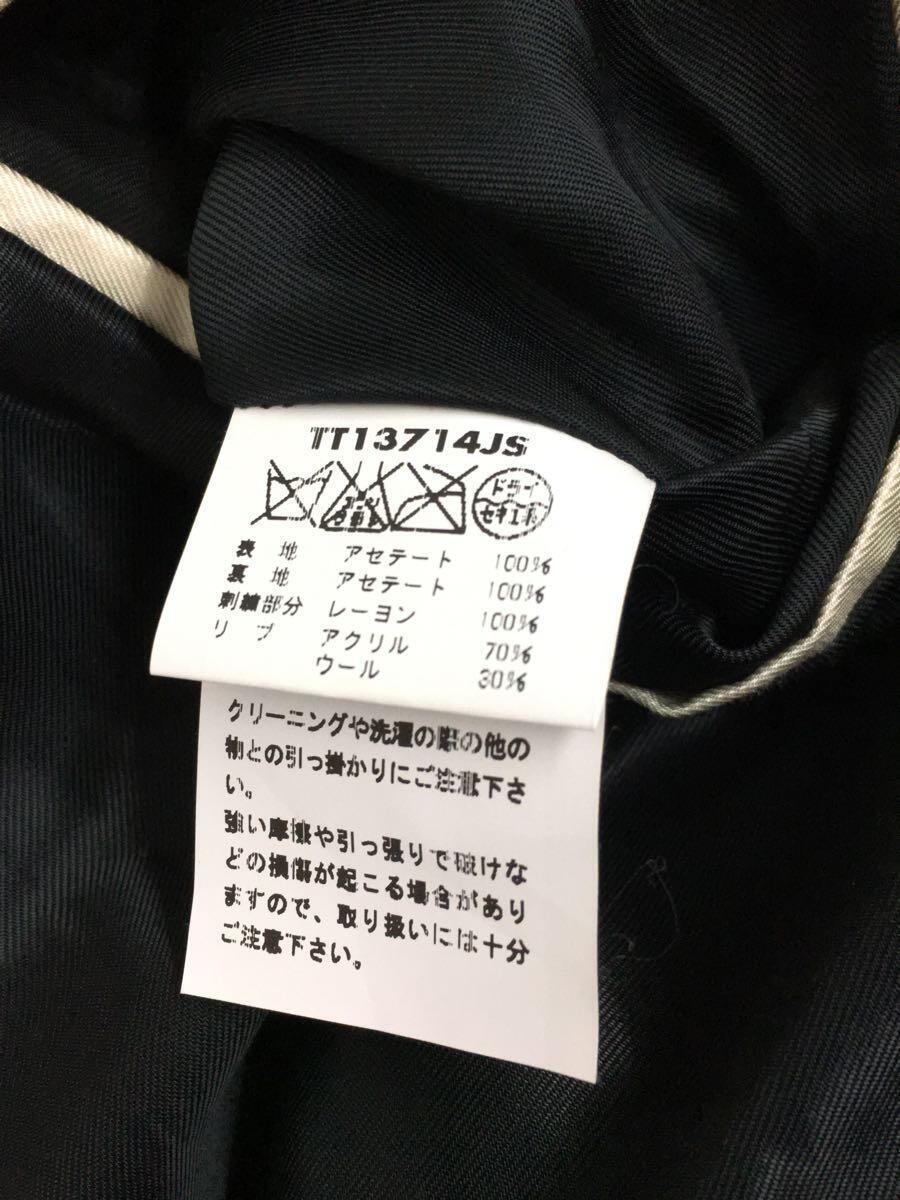 TT13714JS
ドライ
セキユ系
表 地 アセテート 100%
裏 地 アセテート 100%
刺繍部分 レーヨン 100%
リ ブ アクリル 70%
ウール 30%
クリーニングや洗濯の際の他の
物との引っ掛かりにご注意下さ
い。
強い摩擦や引っ張りで破けな
どの損傷が起こる場合があり
ますので、取り扱いには十分
ご注意下さい。